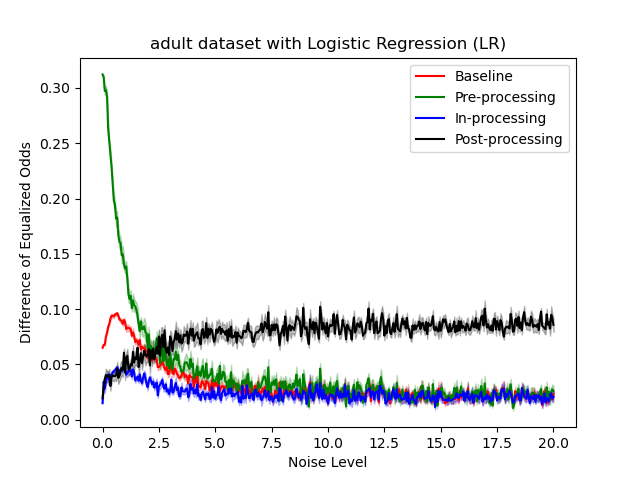 adult dataset with Logistic Regression (LR)
Baseline
Pre-processing
In-processing
Post-processing
Difference of Equalized Odds
0.30
0.25
0.20
0.15
0.10
0.05
0.00
0.0 2.5 5.0 7.5 10.0 12.5 15.0 17.5 20.0
Noise Level